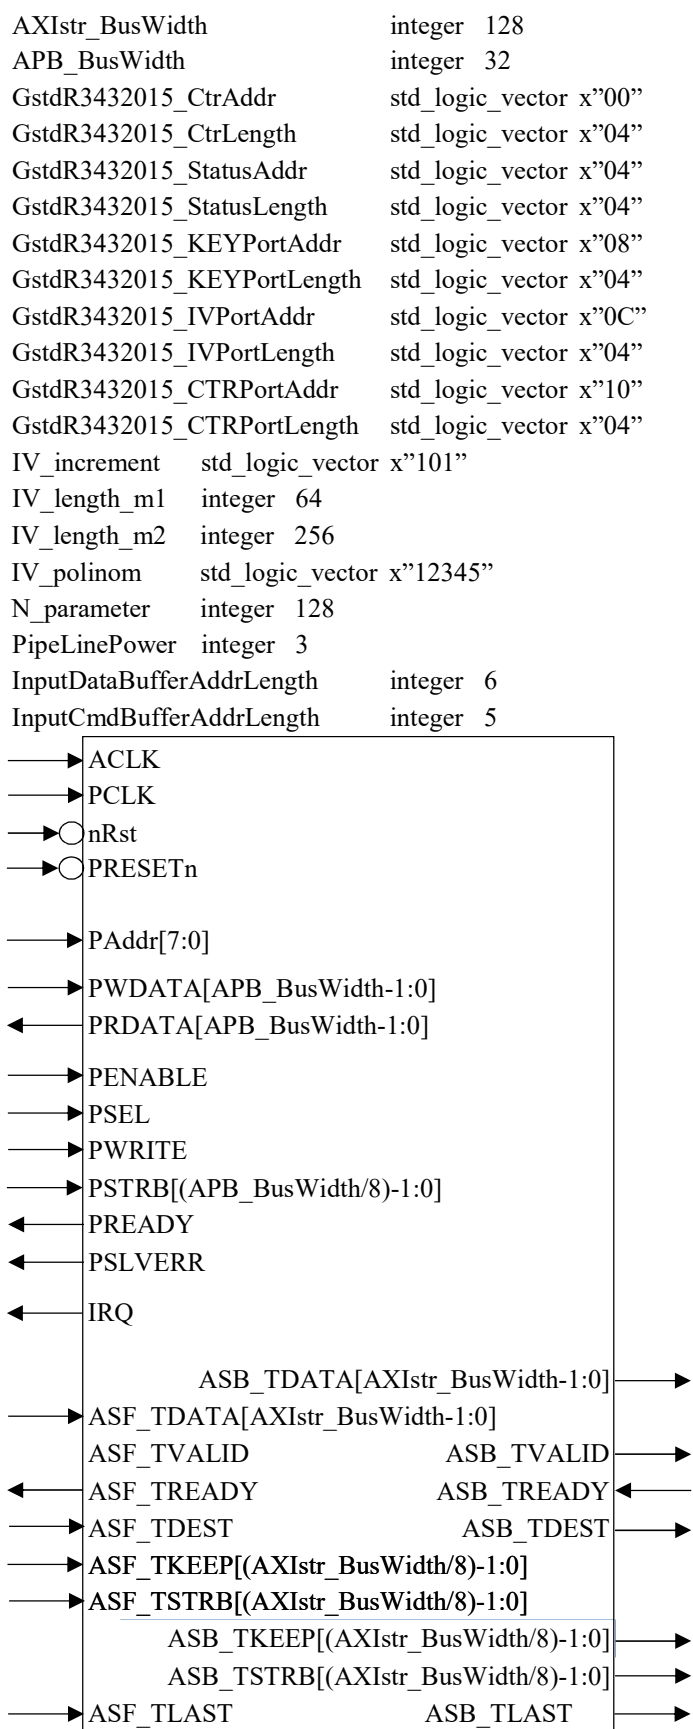 AXIstr_BusWidth integer 128
APB_BusWidth integer 32
GstdR3432015_CtrAddr std_logic_vector x”00”
GstdR3432015_CtrLength std_logic_vector x”04”
GstdR3432015_StatusAddr std_logic_vector x”04”
GstdR3432015_StatusLength std_logic_vector x”04”
GstdR3432015_KEYPortAddr std_logic_vector x”08”
GstdR3432015_KEYPortLength std_logic_vector x”04”
GstdR3432015_IVPortAddr std_logic_vector x”0C”
GstdR3432015_IVPortLength std_logic_vector x”04”
GstdR3432015_CTRPortAddr std_logic_vector x”10”
GstdR3432015_CTRPortLength std_logic_vector x”04”
IV_increment std_logic_vector x”101”
IV_length_m1 integer 64
IV_length_m2 integer 256
IV_polinom std_logic_vector x”12345”
N_parameter integer 128
PipeLinePower integer 3
InputDataBufferAddrLength integer 6
InputCmdBufferAddrLength integer 5
ACLK
PCLK
nRst
PRESETn
PAddr[7:0]
PWDATA[APB_BusWidth-1:0]
PRDATA[APB_BusWidth-1:0]
PENABLE
PSEL
PWRITE
PSTRB[(APB_BusWidth/8)-1:0]
PREADY
PSLVERR
IRQ
ASB_TDATA[AXIstr_BusWidth-1:0]
ASF_TDATA[AXIstr_BusWidth-1:0]
ASF_TVALID ASB_TVALID
ASF_TREADY ASB_TREADY
ASF_TDEST ASB_TDEST
ASF_TKEEP[(AXIstr_BusWidth/8)-1:0]
ASF_TSTRB[(AXIstr_BusWidth/8)-1:0]
ASB_TKEEP[(AXIstr_BusWidth/8)-1:0]
ASB_TSTRB[(AXIstr_BusWidth/8)-1:0]
ASF_TLAST ASB_TLAST